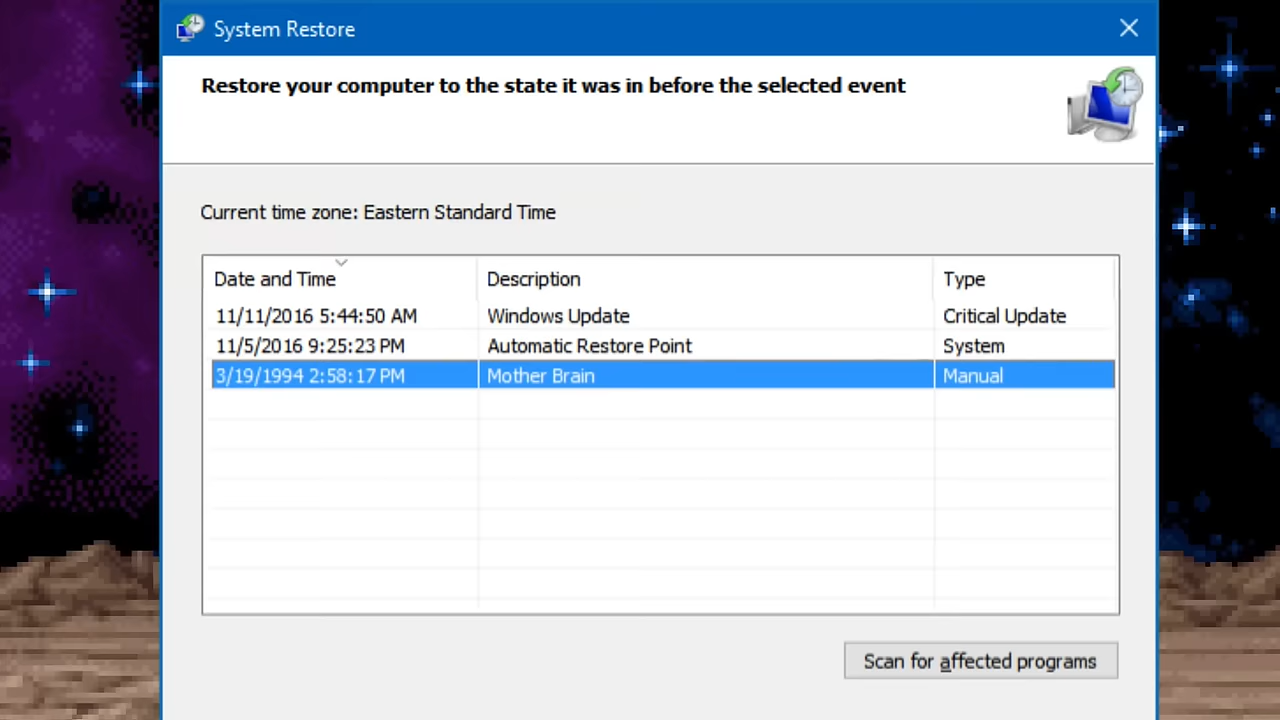 System Restore
Restore your computer to the state it was in before the selected event
Current time zone: Eastern Standard Time
Date and Time Description Type
11/11/2016 5:44:50 AM Windows Update Critical Update
11/5/2016 9:25:23 PM Automatic Restore Point System
3/19/1994 2:58:17 PM Mother Brain Manual
Scan for affected programs